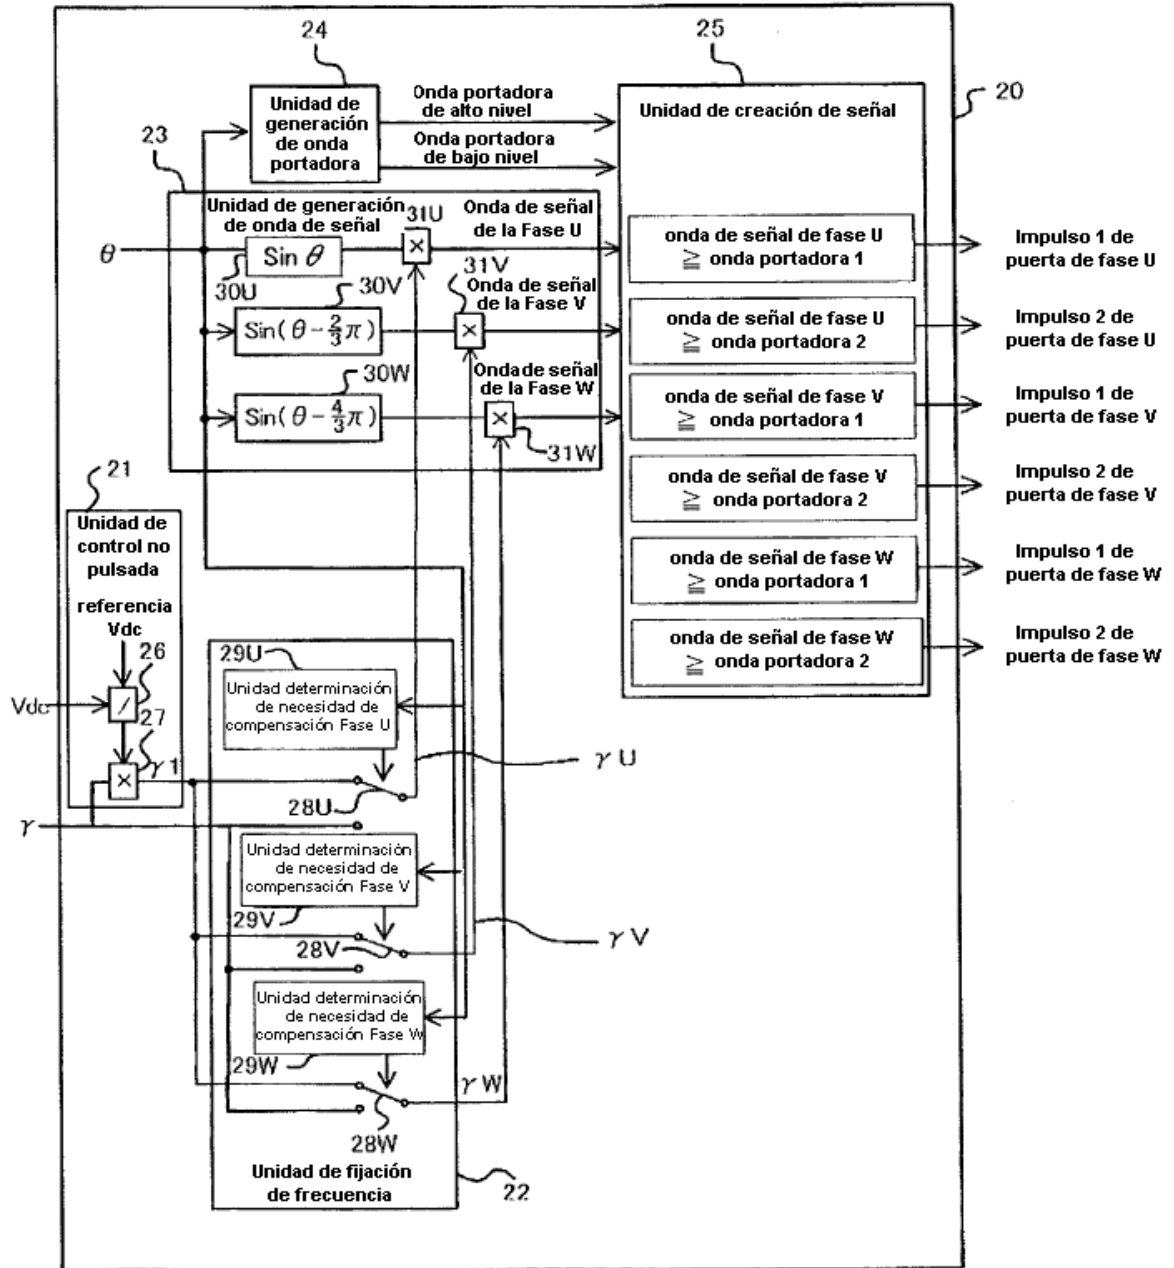 24
25
20
Unidad de
generación
de onda
portadora
Onda portadora
de alto nivel
Onda portadora
de bajo nivel
Unidad de creación de señal
23
Unidad de generación
de onda de señal
31U
Onda de señal
de la Fase U
θ
Sin θ
30U
30V
31V
Onda de señal
de la Fase V
Sin(θ-2/3π)
30W
Onda de señal
de la Fase W
Sin(θ-4/3π)
31W
onda de señal de fase U
≧ onda portadora 1
Impulso 1 de
puerta de fase U
onda de señal de fase U
≧ onda portadora 2
Impulso 2 de
puerta de fase U
onda de señal de fase V
≧ onda portadora 1
Impulso 1 de
puerta de fase V
onda de señal de fase V
≧ onda portadora 2
Impulso 2 de
puerta de fase V
onda de señal de fase W
≧ onda portadora 1
Impulso 1 de
puerta de fase W
onda de señal de fase W
≧ onda portadora 2
Impulso 2 de
puerta de fase W
21
Unidad de
control no
pulsada
referencia
Vdc
26
Vdc
/
27
×
γ1
γ
29U
Unidad determinación
de necesidad de
compensación Fase U
28U
γU
Unidad determinación
de necesidad de
compensación Fase V
29V
28V
γV
Unidad determinación
de necesidad de
compensación Fase W
29W
γW
28W
Unidad de fijación
de frecuencia
22